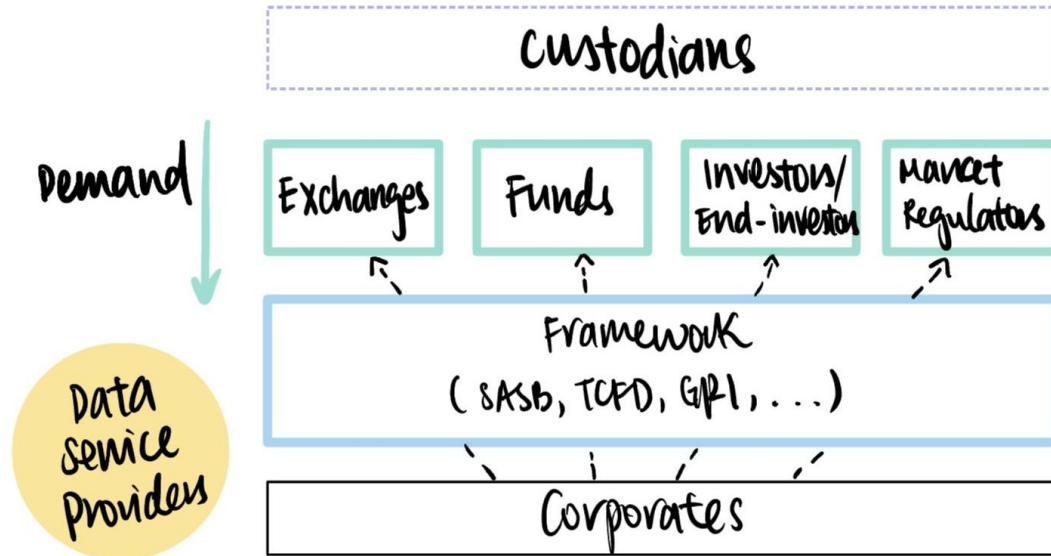 Custodians
Demand
Exchanges
Funds
Investors/
End-investors
Market
Regulators
Framework
(SASB, TCFD, GRI, ...)
Data
Service
Providers
Corporates